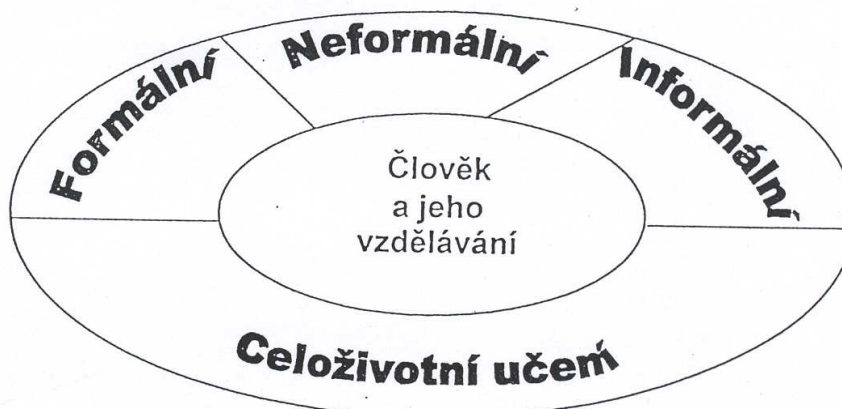 Formální
Neformální
Informální
Člověk
a jeho
vzdělávání
Celoživotní učení